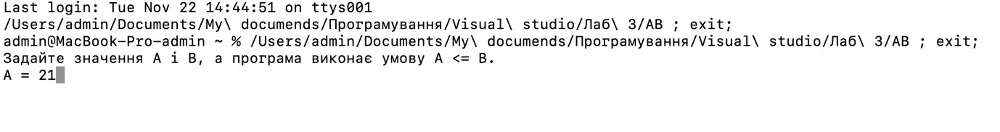 Last login: Tue Nov 22 14:44:51 on ttys001
/Users/admin/Documents/My\ documends/Програмування/Visual\ studio/Лаб\ 3/AB ; exit;
admin@MacBook-Pro-admin ~ % /Users/admin/Documents/My\ documends/Програмування/Visual\ studio/Лаб\ 3/AB ; exit;
Задайте значення А і В, а програма виконає умову А <= В.
A = 21